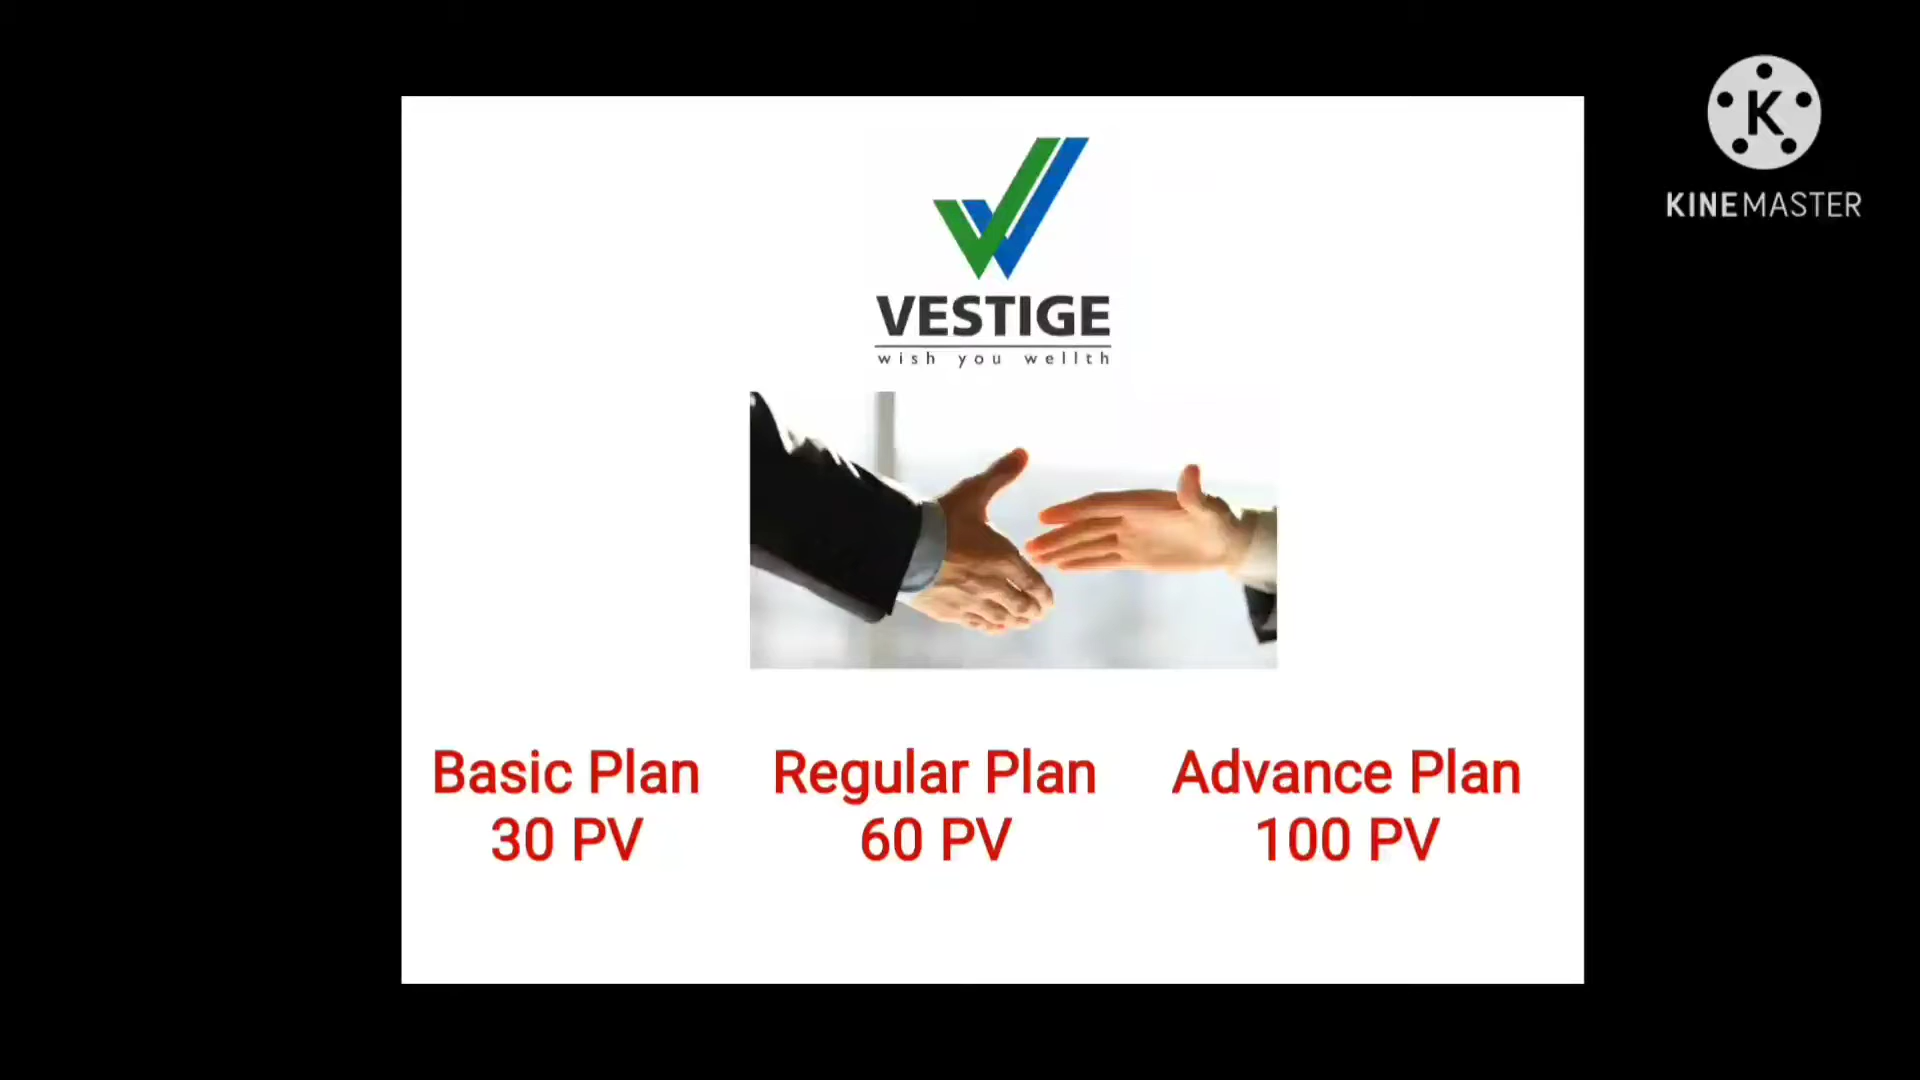 VESTIGE
wish you wellth
K
KINEMASTER
Basic Plan
30 PV
Regular Plan
60 PV
Advance Plan
100 PV